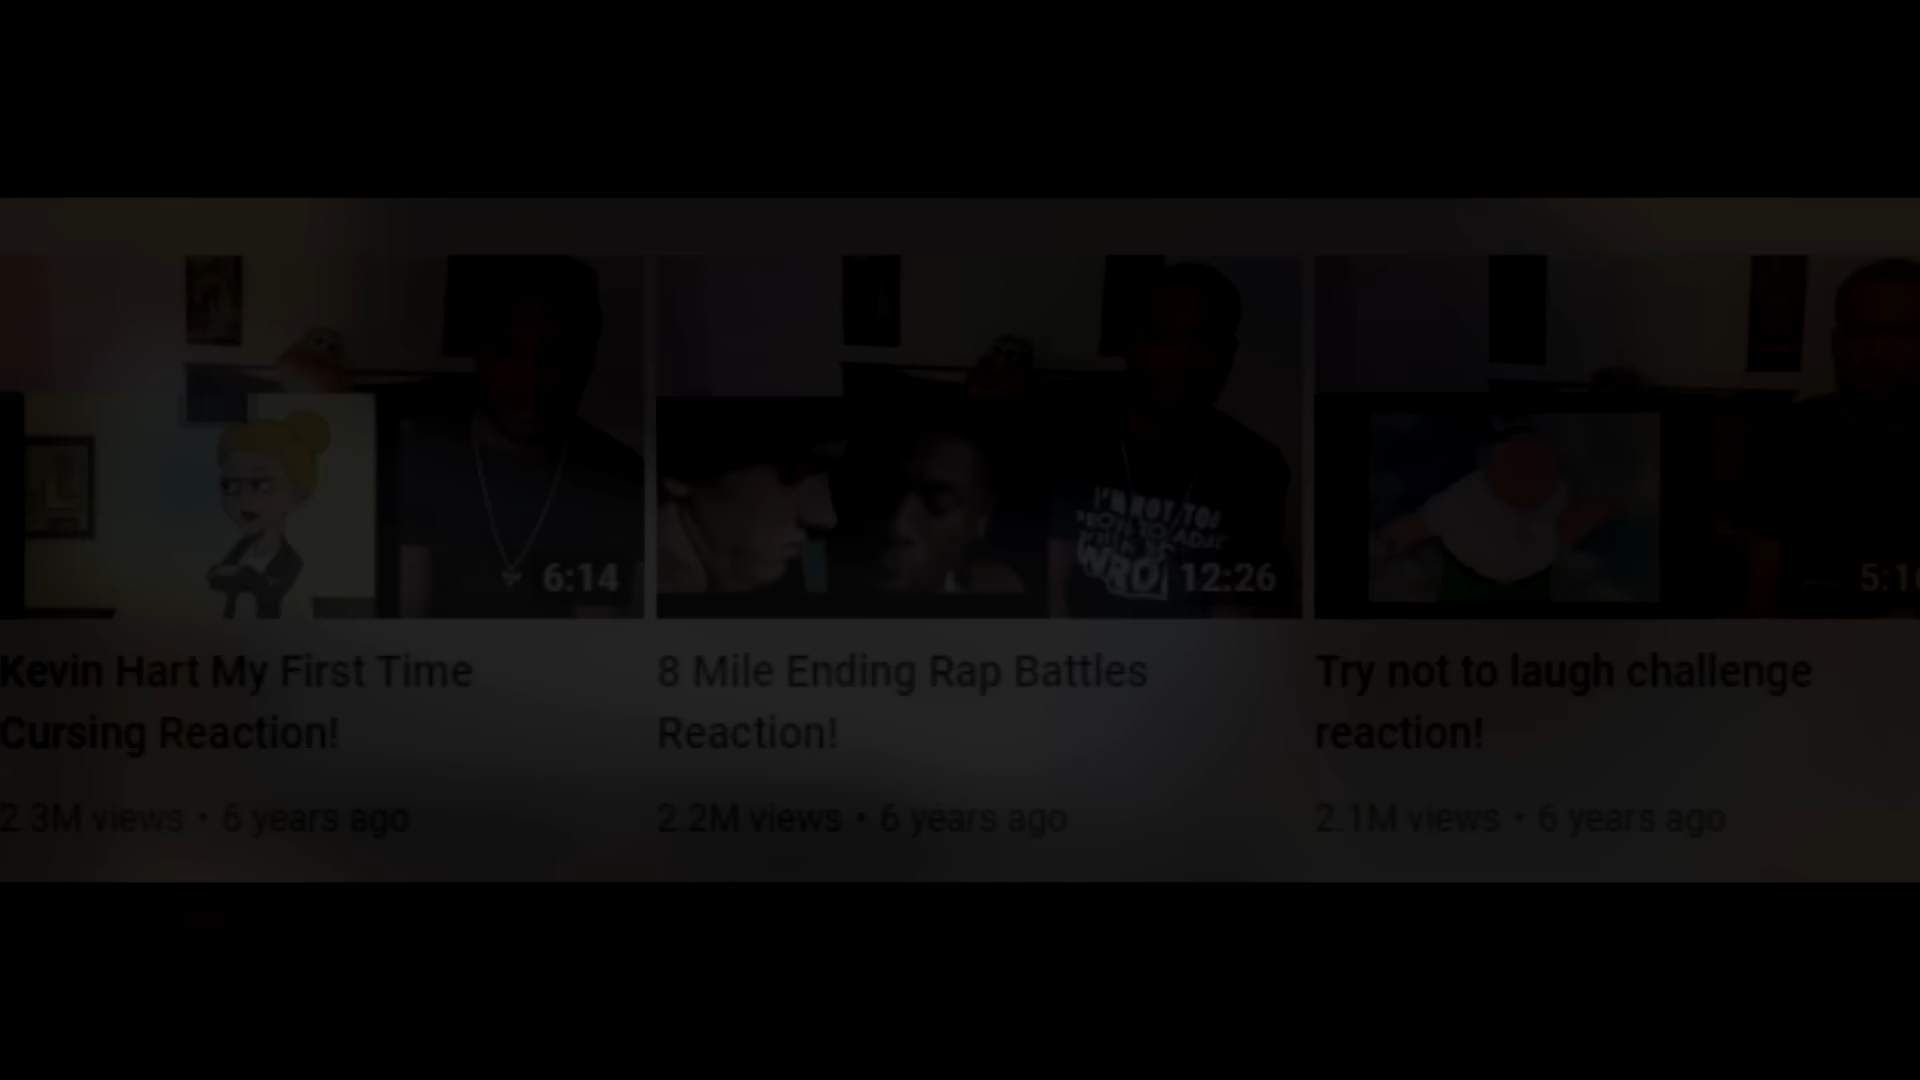 6:14
12:26
Kevin Hart My First Time
Cursing Reaction!
2.3M views • 6 years ago
8 Mile Ending Rap Battles
Reaction!
2.2M views • 6 years ago
Try not to laugh challenge
reaction!
2.1M views • 6 years ago